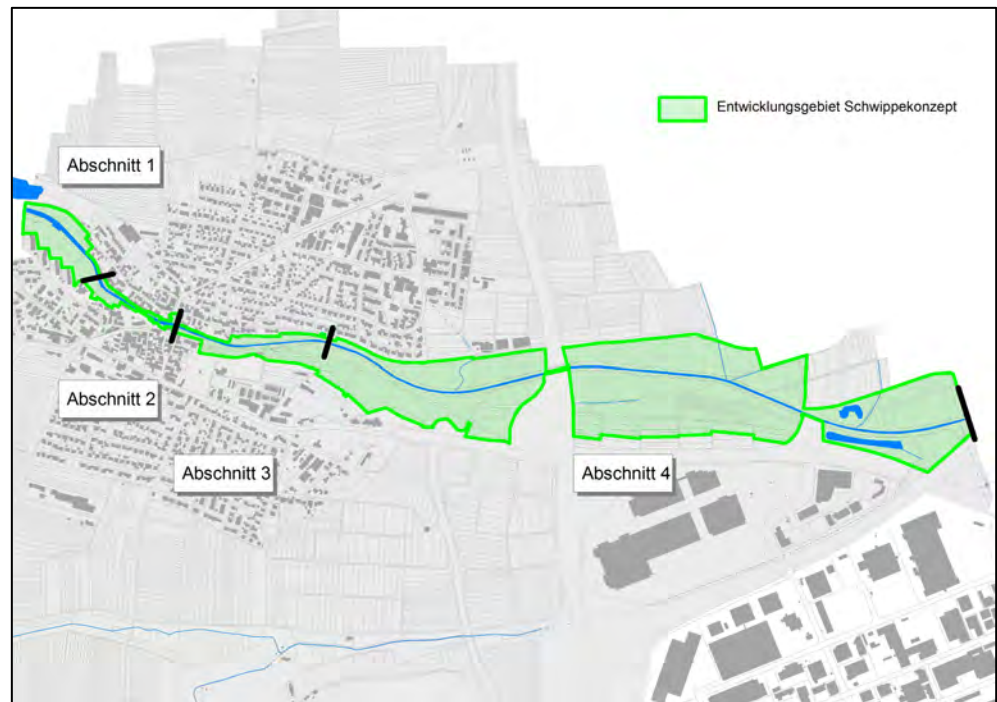 Entwicklungsgebiet Schwippekonzept
Abschnitt 1
Abschnitt 2
Abschnitt 3
Abschnitt 4